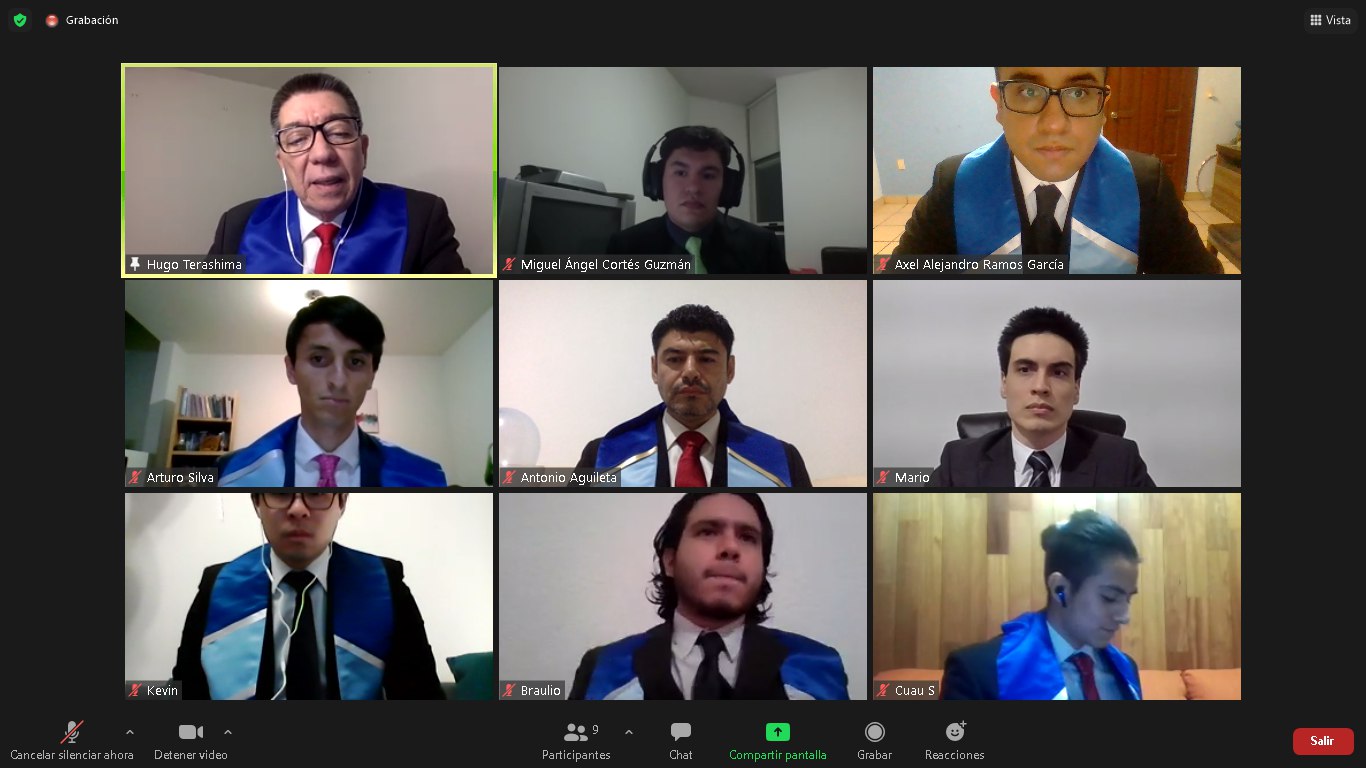 Grabación
Vista
Hugo Terashima
Miguel Ángel Cortés Guzmán
Axel Alejandro Ramos García
Arturo Silva
Antonio Aguileta
Mario
Kevin
Braulio
Cuau S
9
Cancelar silenciar ahora
Detener video
Participantes
Chat
Compartir pantalla
Grabar
Reacciones
Salir